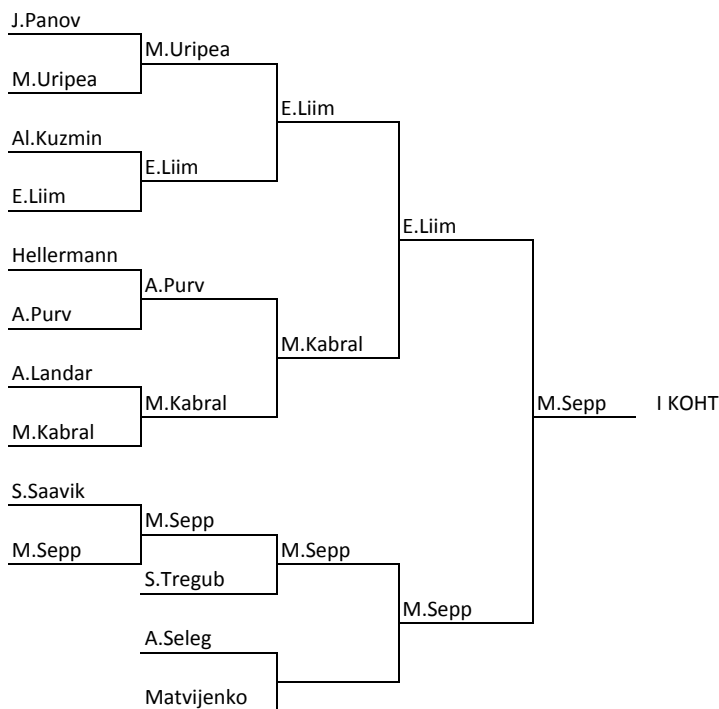 J.Panov
M.Uripea
M.Uripea
E.Liim
Al.Kuzmin
E.Liim
E.Liim
E.Liim
Hellermann
A.Purv
A.Purv
M.Kabral
A.Landar
M.Kabral
M.Sepp I KOHT
M.Kabral
S.Saavik
M.Sepp
M.Sepp
M.Sepp
S.Tregub
M.Sepp
A.Seleg
Matvijenko